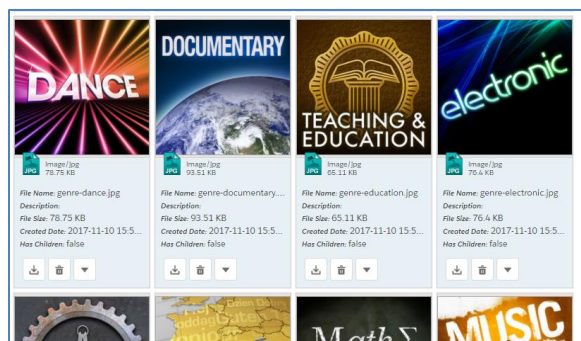 DANCE
JPG
Image/jpg
78.75 KB
File Name: genre-dance.jpg
Description:
File Size: 78.75 KB
Created Date: 2017-11-10 15:5...
Has Children: false
DOCUMENTARY
JPG
Image/jpg
93.51 KB
File Name: genre-documentary....
Description:
File Size: 93.51 KB
Created Date: 2017-11-10 15:5...
Has Children: false
TEACHING &
EDUCATION
JPG
Image/jpg
65.11 KB
File Name: genre-education.jpg
Description:
File Size: 65.11 KB
Created Date: 2017-11-10 15:5...
Has Children: false
electronic
JPG
Image/jpg
76.4 KB
File Name: genre-electronic.jpg
Description:
File Size: 76.4 KB
Created Date: 2017-11-10 15:5...
Has Children: false
Math Σ
MUSIC